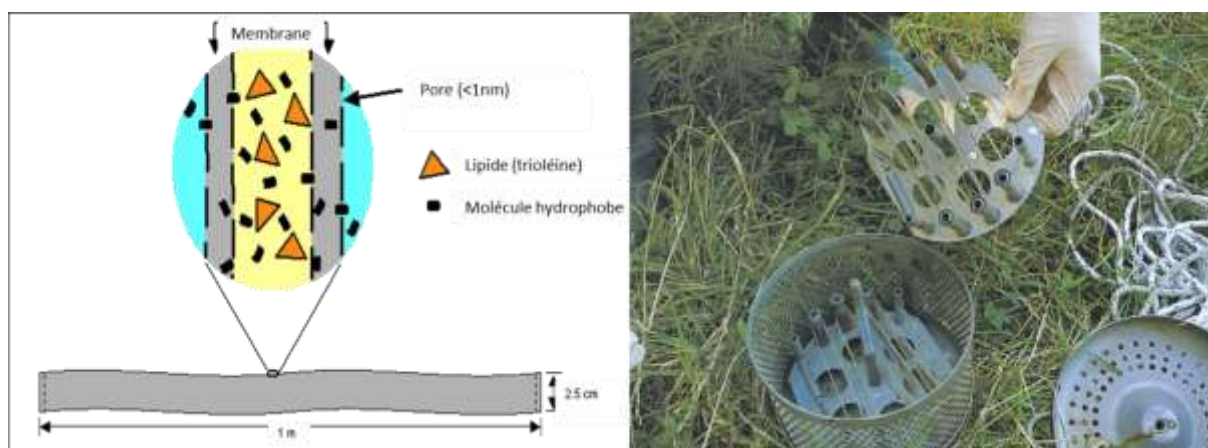 Membrane
Pore (<1nm)
Lipide (trioléine)
Molécule hydrophobe
2.5 cm
1 m